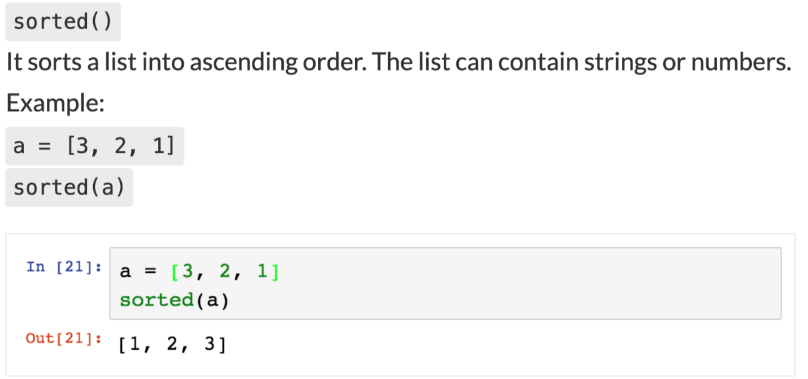 sorted()
It sorts a list into ascending order. The list can contain strings or numbers.
Example:
a = [3, 2, 1]
sorted(a)
In [21]: a = [3, 2, 1]
sorted(a)
Out[21]: [1, 2, 3]